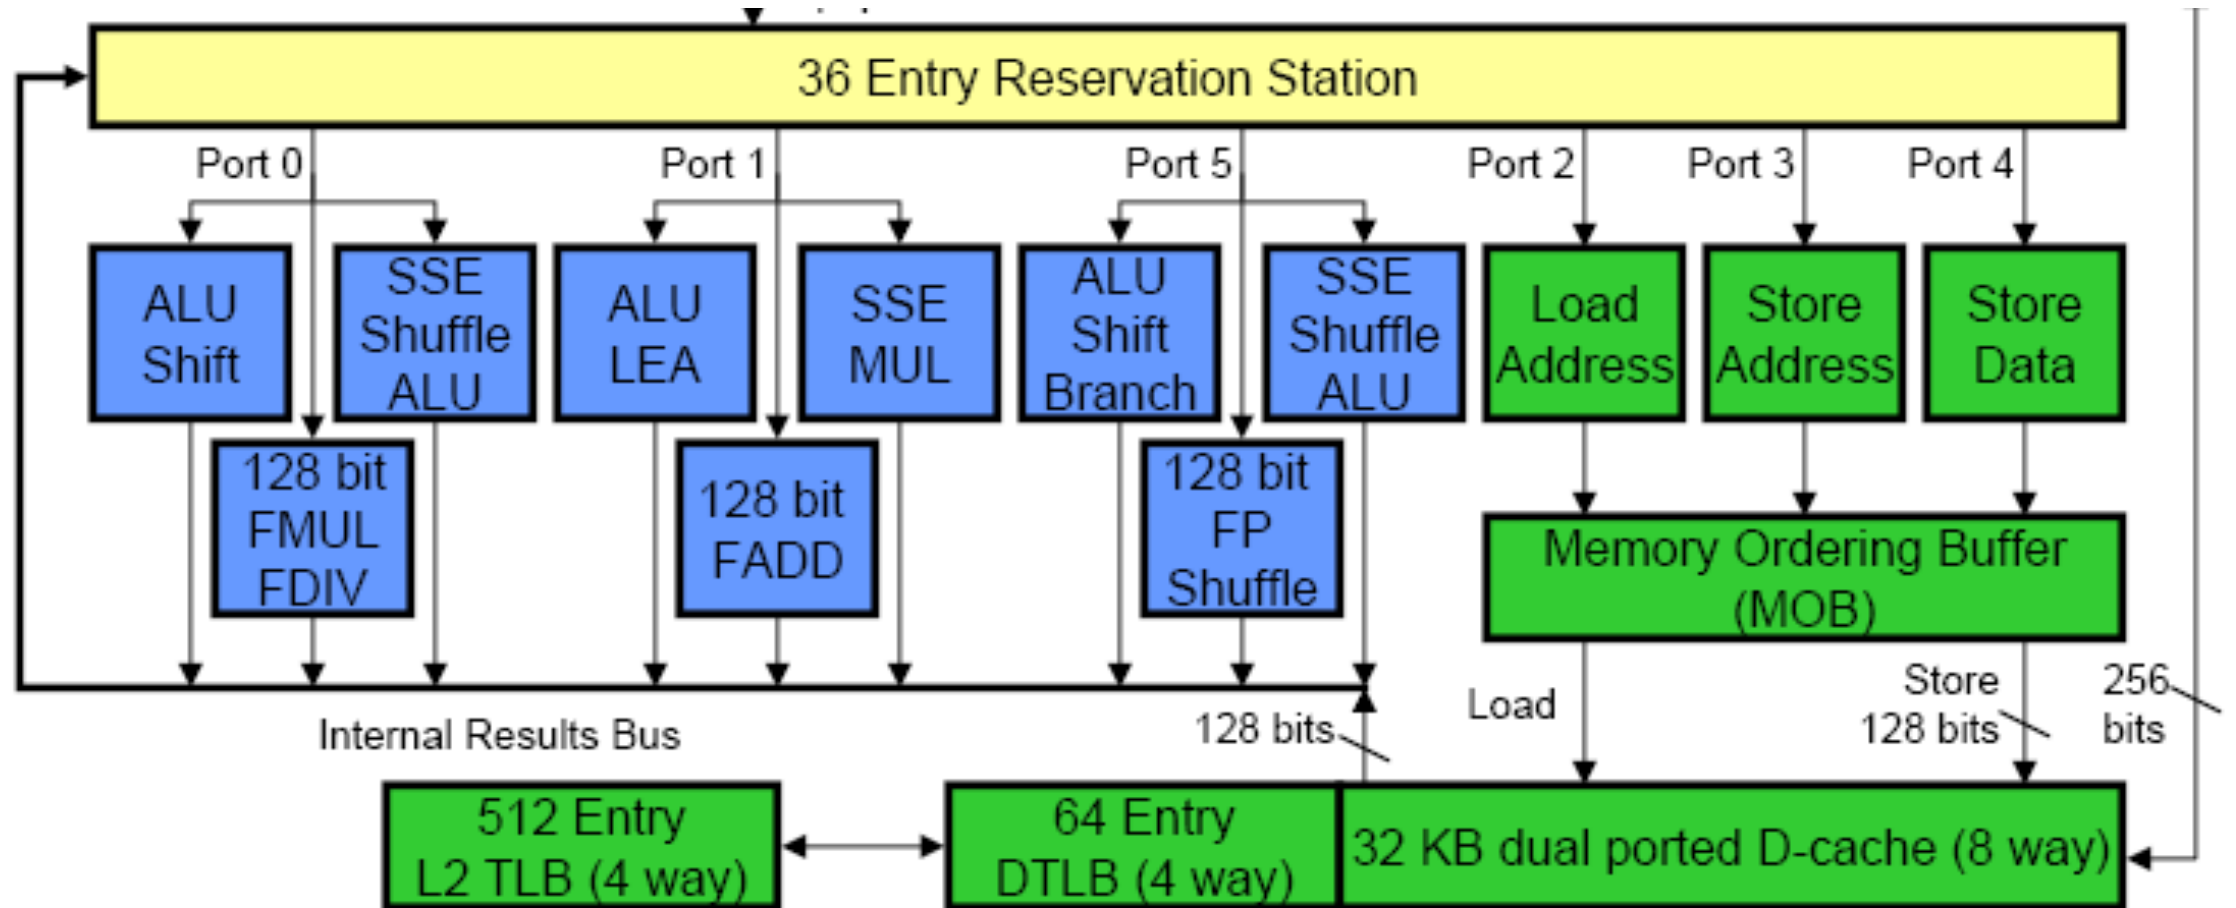 36 Entry Reservation Station
Port 0
Port 1
Port 5
Port 2
Port 3
Port 4
ALU
Shift
SSE
Shuffle
ALU
ALU
LEA
SSE
MUL
ALU
Shift
Branch
SSE
Shuffle
ALU
Load
Address
Store
Address
Store
Data
128 bit
FMUL
FDIV
128 bit
FADD
128 bit
FP
Shuffle
Memory Ordering Buffer
(MOB)
Internal Results Bus
128 bits
Load
Store
128 bits
256
bits
512 Entry
L2 TLB (4 way)
64 Entry
DTLB (4 way)
32 KB dual ported D-cache (8 way)